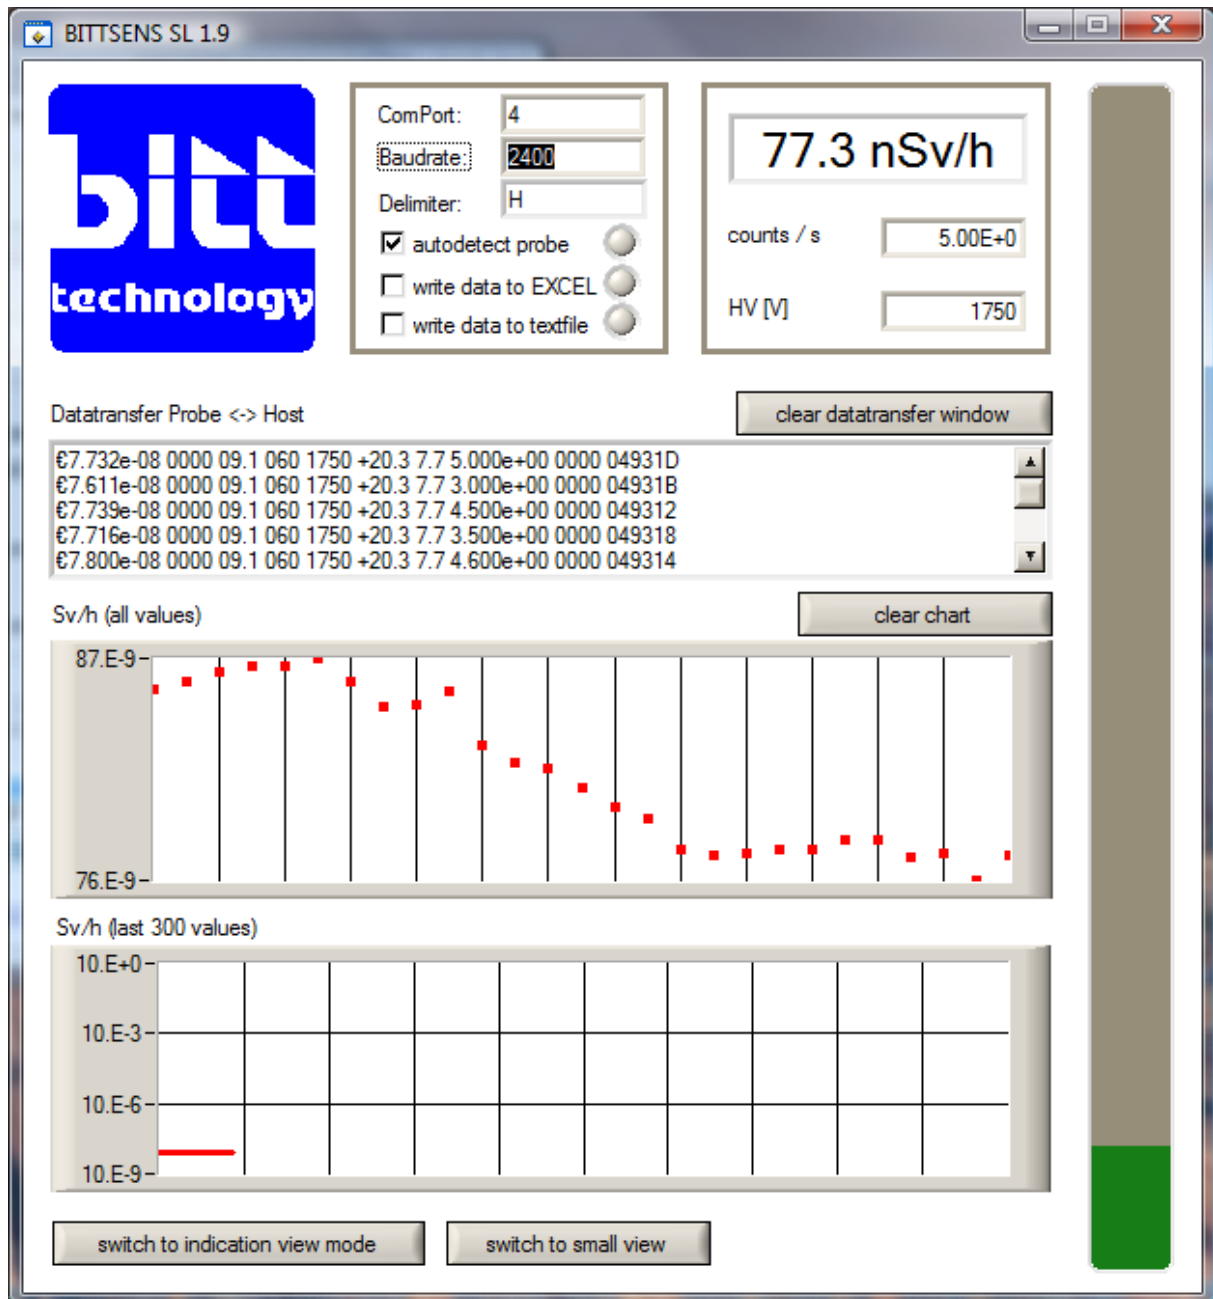 BITTSENS SL 1.9
bitt
technology
ComPort: 4
Baudrate: 2400
Delimiter: H
autodetect probe
write data to EXCEL
write data to textfile
77.3 nSv/h
counts / s 5.00E+0
HV [V] 1750
Datatransfer Probe <-> Host
clear datatransfer window
€7.732e-08 0000 09.1 060 1750 +20.3 7.7 5.000e+00 0000 04931D
€7.611e-08 0000 09.1 060 1750 +20.3 7.7 3.000e+00 0000 04931B
€7.739e-08 0000 09.1 060 1750 +20.3 7.7 4.500e+00 0000 049312
€7.716e-08 0000 09.1 060 1750 +20.3 7.7 3.500e+00 0000 049318
€7.800e-08 0000 09.1 060 1750 +20.3 7.7 4.600e+00 0000 049314
Sv/h (all values)
clear chart
87.E-9
76.E-9
Sv/h (last 300 values)
10.E+0
10.E-3
10.E-6
10.E-9
switch to indication view mode
switch to small view